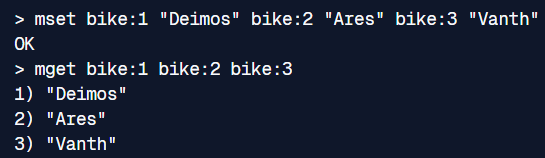 > mset bike:1 "Deimos" bike:2 "Ares" bike:3 "Vanth"
OK
> mget bike:1 bike:2 bike:3
1) "Deimos"
2) "Ares"
3) "Vanth"